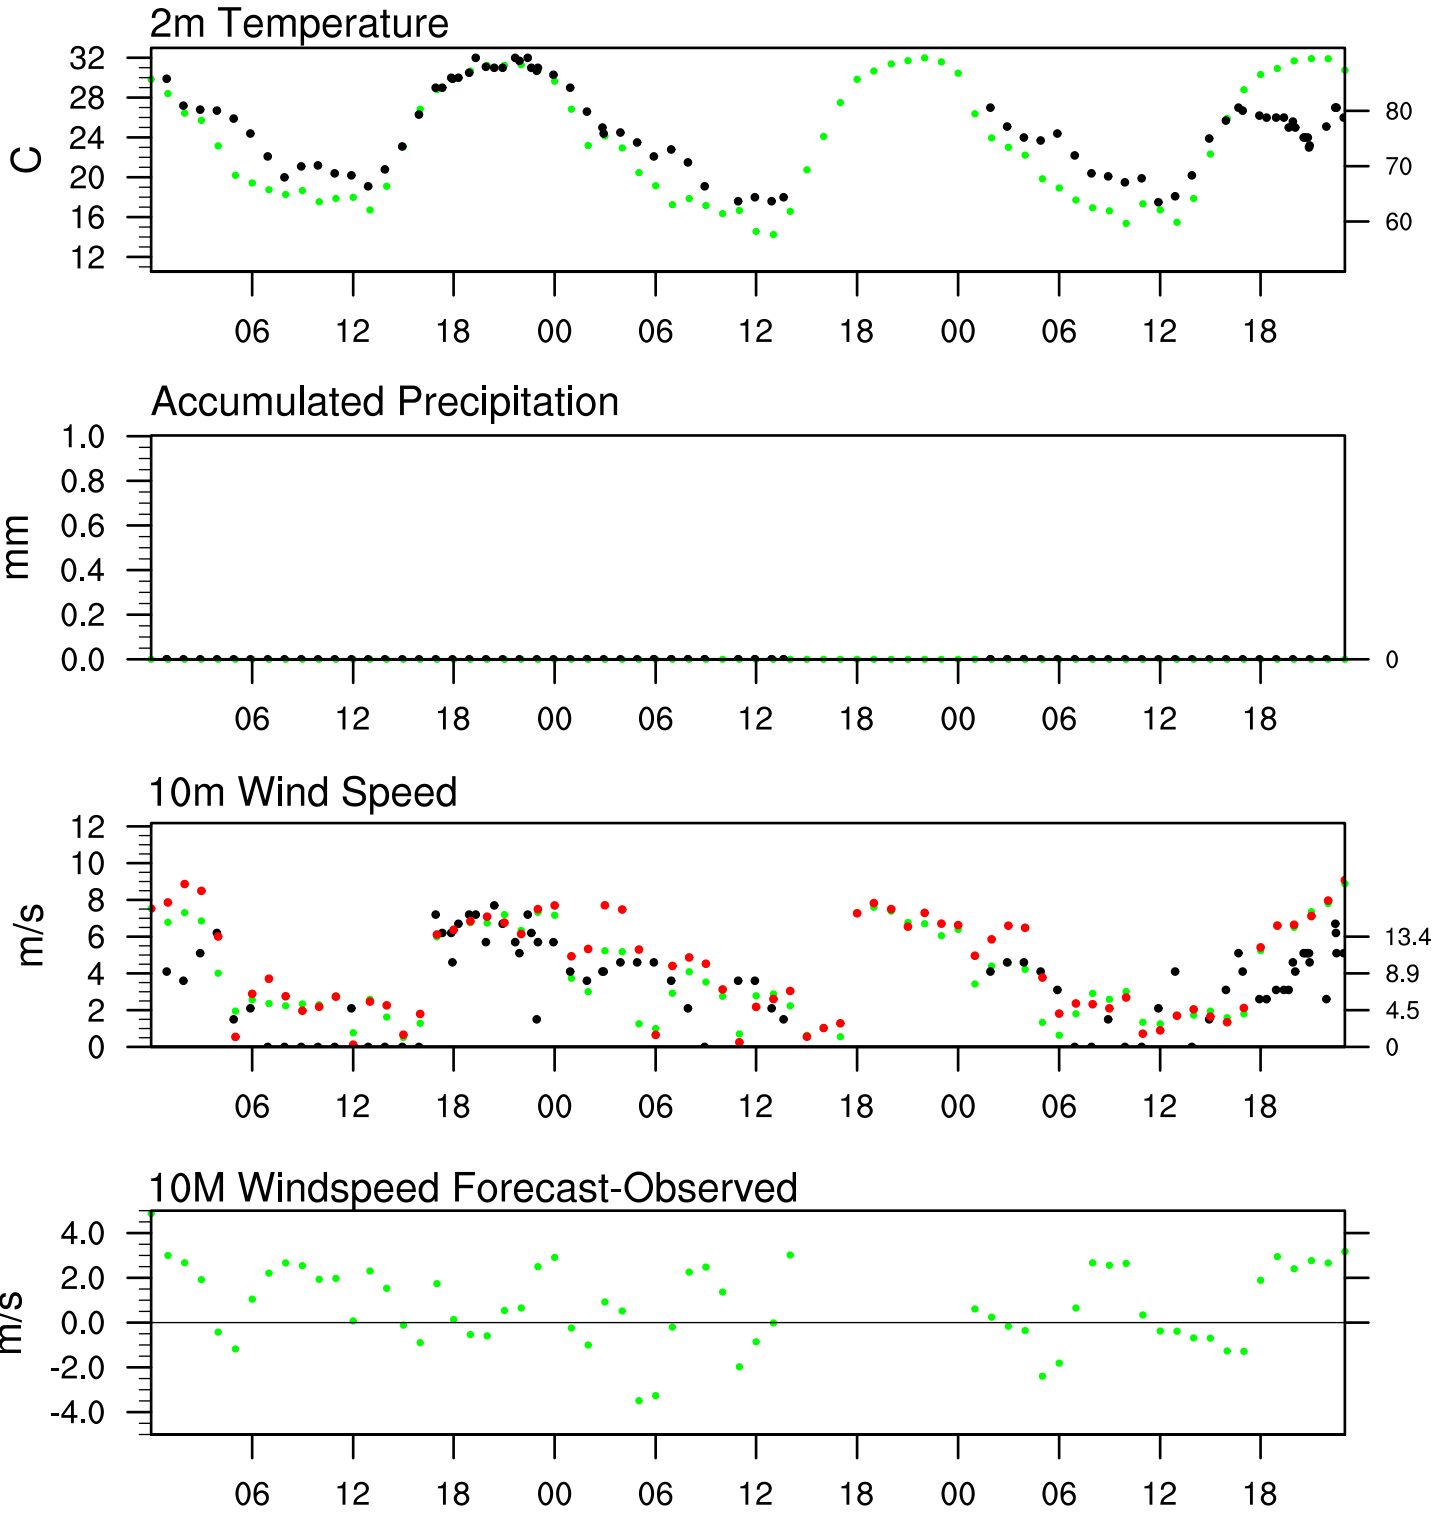 2m Temperature
32
28
24
20
16
12
C
80
70
60
06 12 18 00 06 12 18 00 06 12 18
Accumulated Precipitation
1.0
0.8
0.6
0.4
0.2
0.0
mm
0
06 12 18 00 06 12 18 00 06 12 18
10m Wind Speed
12
10
8
6
4
2
0
m/s
13.4
8.9
4.5
0
06 12 18 00 06 12 18 00 06 12 18
10M Windspeed Forecast-Observed
4.0
2.0
0.0
-2.0
-4.0
m/s
06 12 18 00 06 12 18 00 06 12 18